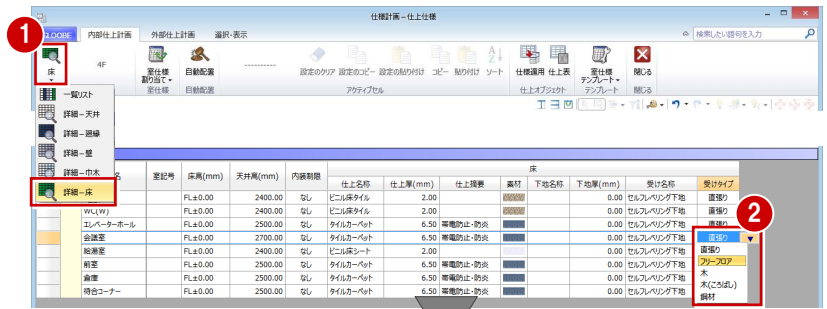 仕様計画－仕上仕様
1
GLOOBE 内部仕上計画 外部仕上計画 選択･表示 検索したい語句を入力
床 4F 室仕様割り当て 自動配置 ---------- 設定のクリア 設定のコピー 設定の貼り付け コピー 貼り付け ソート 仕様適用 仕上表 室仕様テンプレート 閉じる
室仕様 自動配置 アクティブセル 仕上オブジェクト テンプレート 閉じる
一覧リスト
詳細－天井
詳細－廻縁
詳細－壁
詳細－巾木
詳細－床
名 室記号 床高(mm) 天井高(mm) 内装制限 床
仕上名称 仕上厚(mm) 仕上摘要 素材 下地名称 下地厚(mm) 受け名称 受けタイプ
FL±0.00 2400.00 なし ビニル床タイル 2.00 0.00 セルフレベリング下地 直張り
WC(W) FL±0.00 2400.00 なし ビニル床タイル 2.00 0.00 セルフレベリング下地 直張り
エレベーターホール FL±0.00 2500.00 なし タイルカーペット 6.50 帯電防止･防炎 0.00 セルフレベリング下地 直張り
会議室 FL±0.00 2700.00 なし タイルカーペット 6.50 帯電防止･防炎 0.00 セルフレベリング下地 直張り
給湯室 FL±0.00 2400.00 なし ビニル床シート 2.00 0.00 セルフレベリング下地
前室 FL±0.00 2500.00 なし タイルカーペット 6.50 帯電防止･防炎 0.00 セルフレベリング下地
倉庫 FL±0.00 2500.00 なし タイルカーペット 6.50 帯電防止･防炎 0.00 セルフレベリング下地
待合コーナー FL±0.00 2500.00 なし タイルカーペット 6.50 帯電防止･防炎 0.00 セルフレベリング下地
2
直張り
フリーフロア
木
木(ころばし)
鋼材